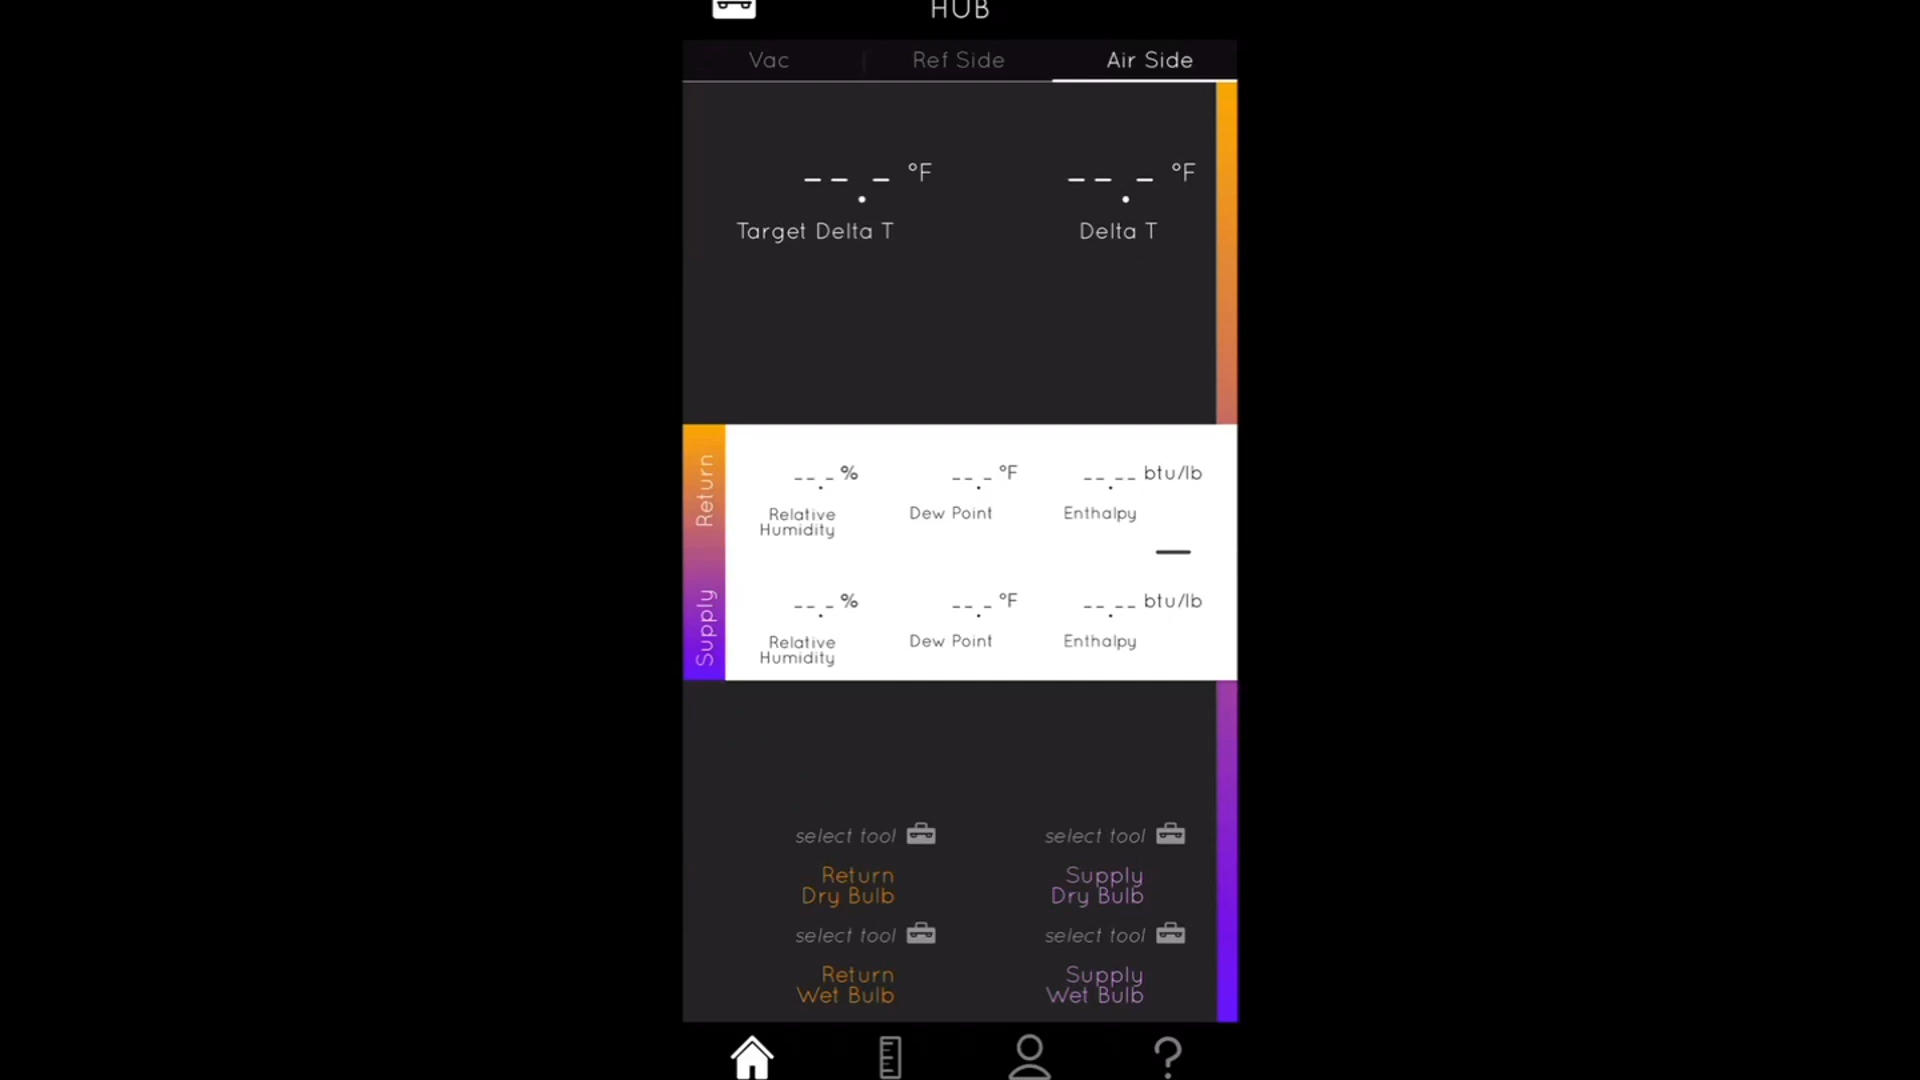 HUB
Vac
Ref Side
Air Side
--.- °F
--.- °F
Target Delta T
Delta T
Return
--.- %
--.- °F
--.-- btu/lb
Relative
Humidity
Dew Point
Enthalpy
Supply
--.- %
--.- °F
--.-- btu/lb
Relative
Humidity
Dew Point
Enthalpy
select tool
select tool
Return
Dry Bulb
Supply
Dry Bulb
select tool
select tool
Return
Wet Bulb
Supply
Wet Bulb
?